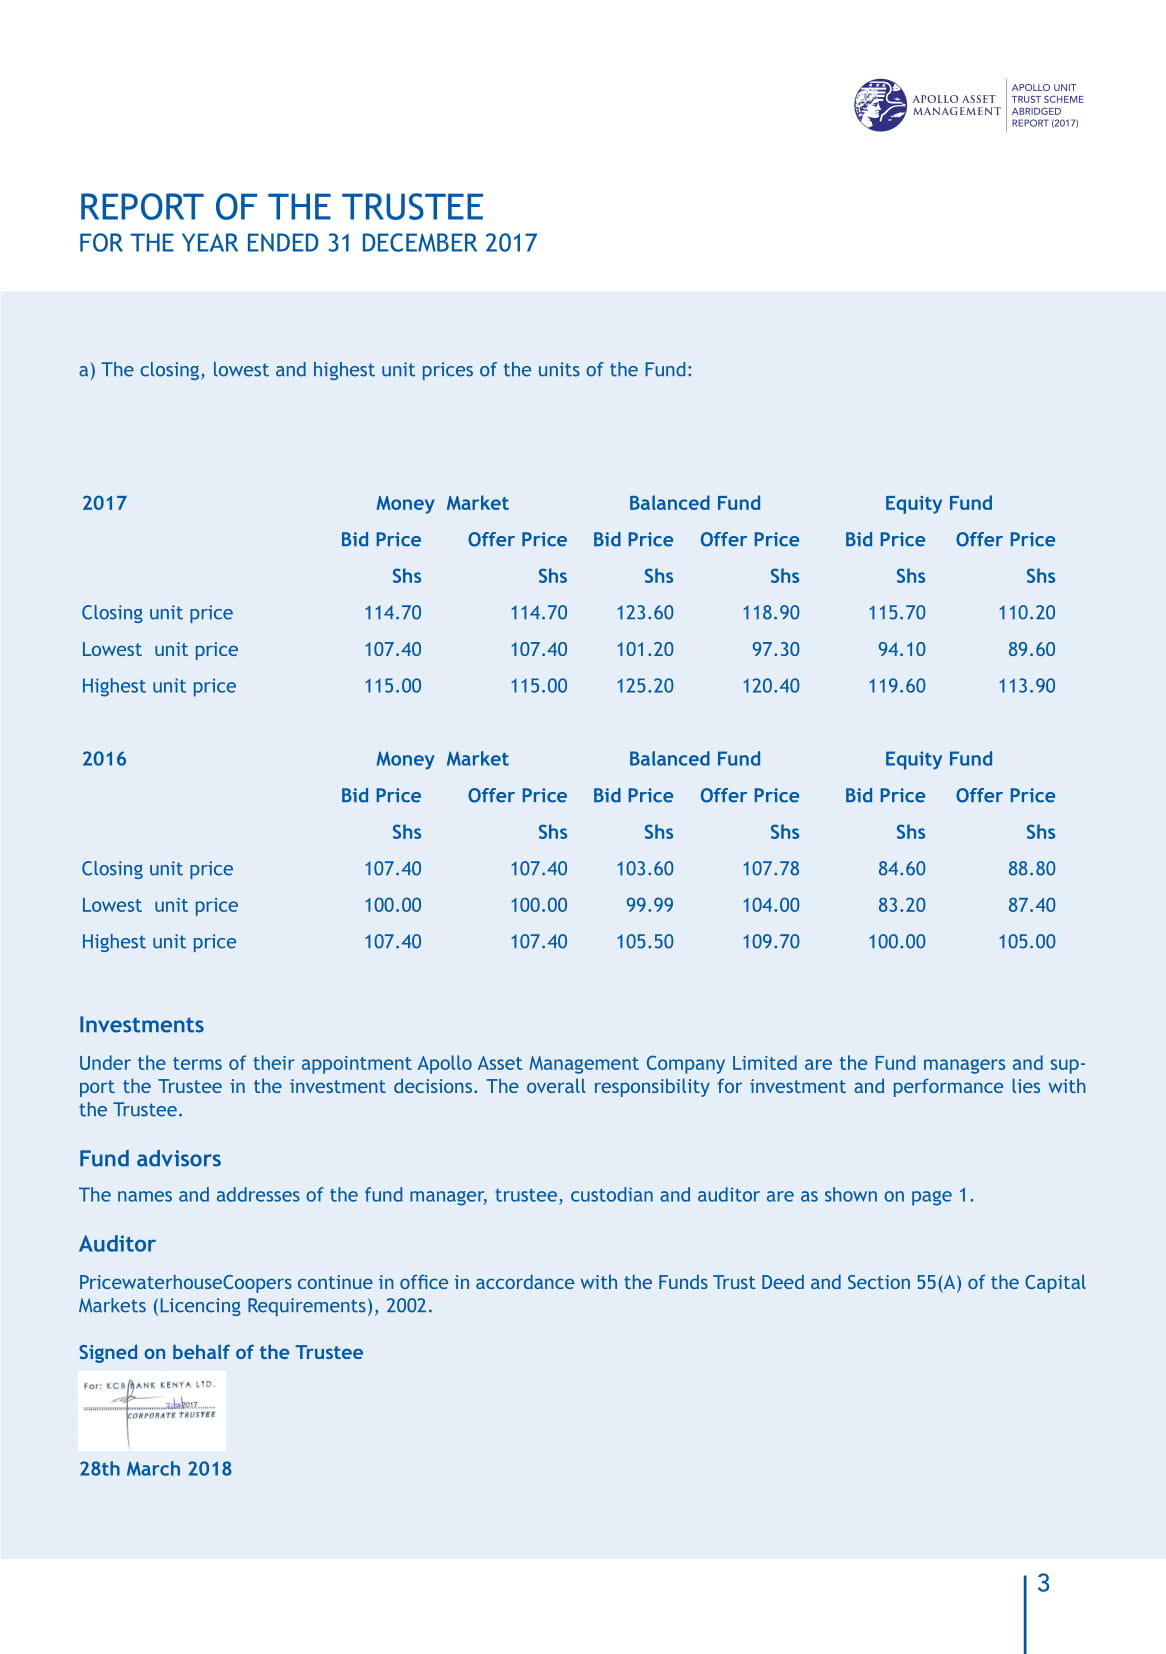 APOLLO ASSET
MANAGEMENT
APOLLO UNIT
TRUST SCHEME
ABRIDGED
REPORT (2017)
REPORT OF THE TRUSTEE
FOR THE YEAR ENDED 31 DECEMBER 2017
a) The closing, lowest and highest unit prices of the units of the Fund:
2017 Money Market Balanced Fund Equity Fund
Bid Price Offer Price Bid Price Offer Price Bid Price Offer Price
Shs Shs Shs Shs Shs Shs
Closing unit price 114.70 114.70 123.60 118.90 115.70 110.20
Lowest unit price 107.40 107.40 101.20 97.30 94.10 89.60
Highest unit price 115.00 115.00 125.20 120.40 119.60 113.90
2016 Money Market Balanced Fund Equity Fund
Bid Price Offer Price Bid Price Offer Price Bid Price Offer Price
Shs Shs Shs Shs Shs Shs
Closing unit price 107.40 107.40 103.60 107.78 84.60 88.80
Lowest unit price 100.00 100.00 99.99 104.00 83.20 87.40
Highest unit price 107.40 107.40 105.50 109.70 100.00 105.00
Investments
Under the terms of their appointment Apollo Asset Management Company Limited are the Fund managers and sup-
port the Trustee in the investment decisions. The overall responsibility for investment and performance lies with
the Trustee.
Fund advisors
The names and addresses of the fund manager, trustee, custodian and auditor are as shown on page 1.
Auditor
PricewaterhouseCoopers continue in office in accordance with the Funds Trust Deed and Section 55(A) of the Capital
Markets (Licencing Requirements), 2002.
Signed on behalf of the Trustee
For: KCB BANK KENYA LTD.
2017
CORPORATE TRUSTEE
28th March 2018
3